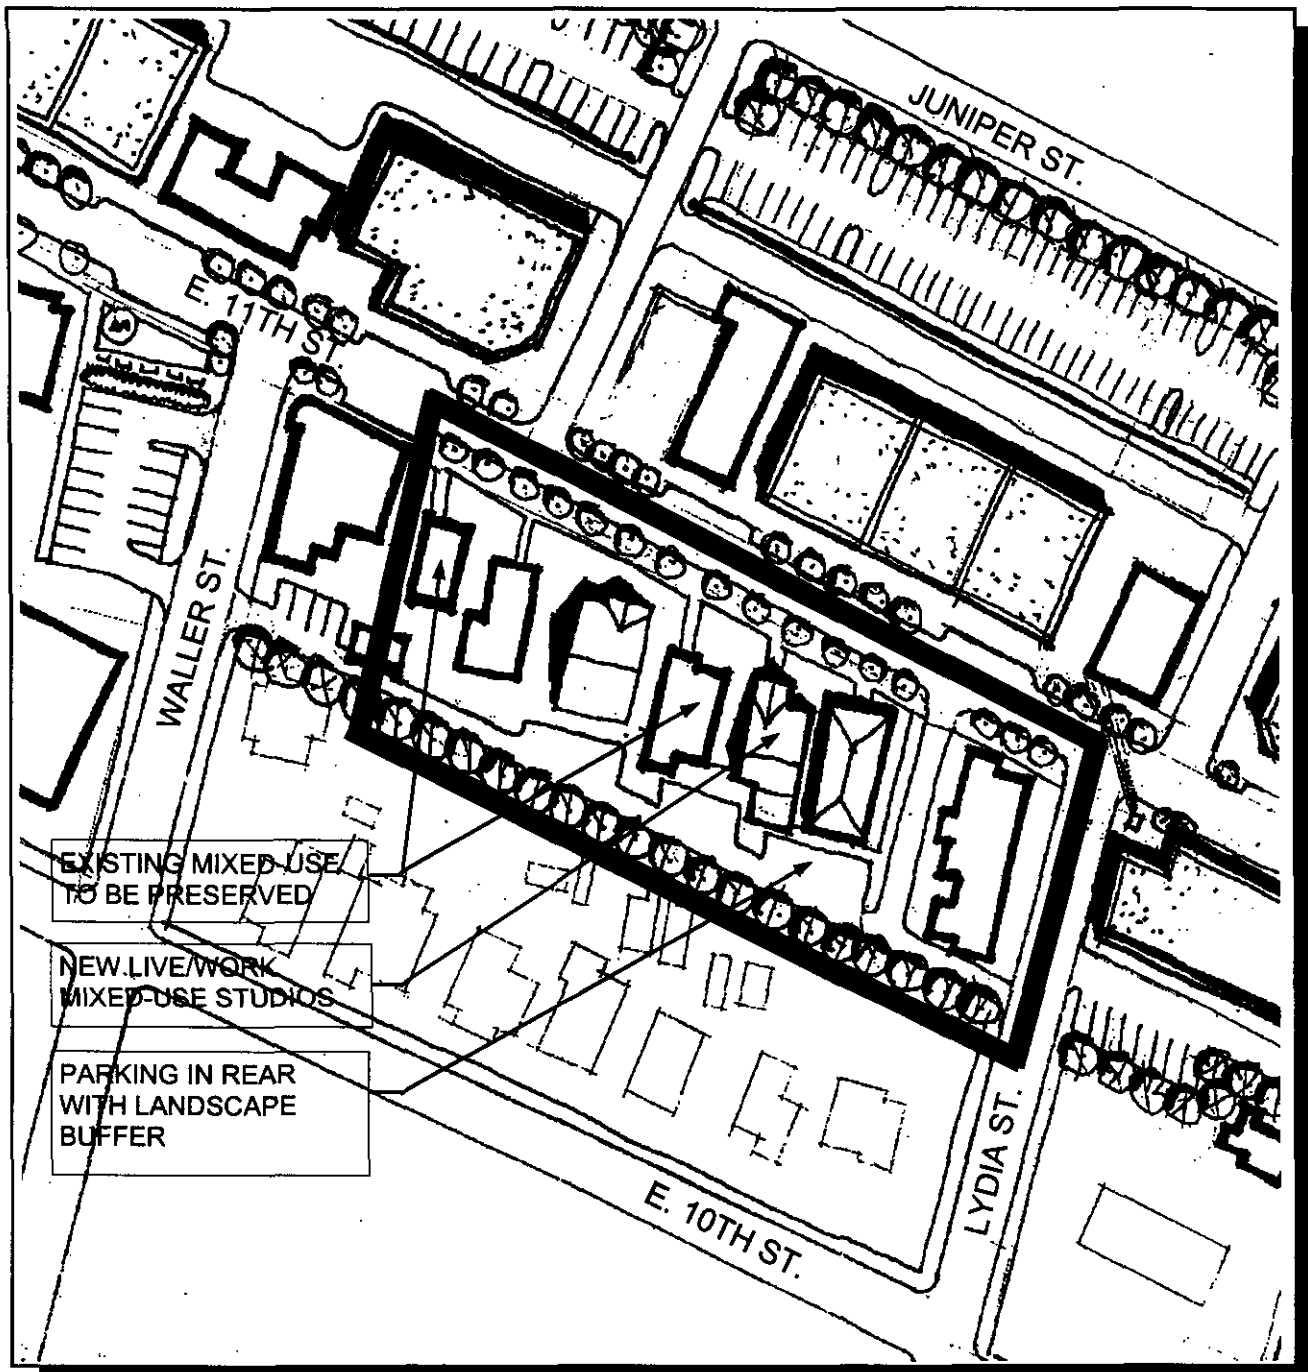 JUNIPER ST.
E. 11TH ST
WALLER ST.
EXISTING MIXED-USE
TO BE PRESERVED
NEW LIVE/WORK
MIXED-USE STUDIOS
PARKING IN REAR
WITH LANDSCAPE
BUFFER
E. 10TH ST.
LYDIA ST.